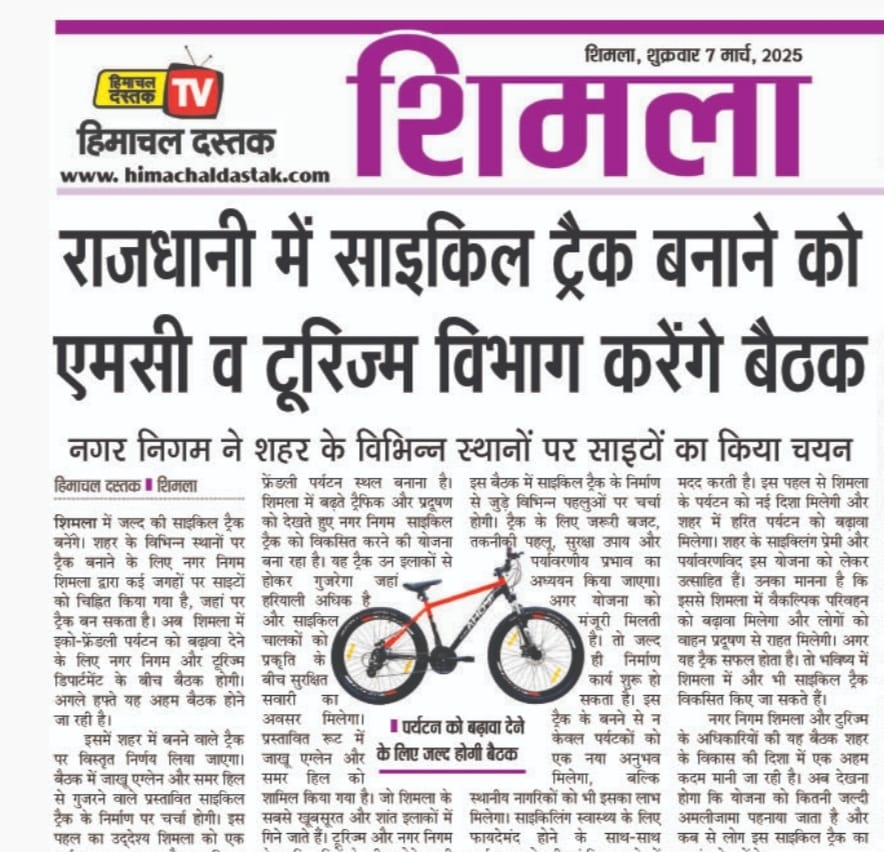 शिमला, शुक्रवार 7 मार्च, 2025
हिमाचल
दस्तक
TV
हिमाचल दस्तक
www. himachaldastak.com
शिमला
राजधानी में साइकिल ट्रैक बनाने को
एमसी व टूरिज्म विभाग करेंगे बैठक
नगर निगम ने शहर के विभिन्न स्थानों पर साइटों का किया चयन
हिमाचल दस्तक ▮ शिमला
शिमला में जल्द की साइकिल ट्रैक
बनेंगे। शहर के विभिन्न स्थानों पर
ट्रैक बनाने के लिए नगर निगम
शिमला द्वारा कई जगहों पर साइटों
को चिह्नित किया गया है, जहां पर
ट्रैक बन सकता है। अब शिमला में
इको-फ्रेंडली पर्यटन को बढ़ावा देने
के लिए नगर निगम और टूरिज्म
डिपार्टमेंट के बीच बैठक होगी।
अगले हफ्ते यह अहम बैठक होने
जा रही है।
इसमें शहर में बनने वाले ट्रैक
पर विस्तृत निर्णय लिया जाएगा।
बैठक में जाखू एग्लेन और समर हिल
से गुजरने वाले प्रस्तावित साइकिल
ट्रैक के निर्माण पर चर्चा होगी। इस
पहल का उद्देश्य शिमला को एक
फ्रेंडली पर्यटन स्थल बनाना है।
शिमला में बढ़ते ट्रैफिक और प्रदूषण
को देखते हुए नगर निगम साइकिल
ट्रैक को विकसित करने की योजना
बना रहा है। यह ट्रैक उन इलाकों से
होकर गुजरेगा जहां
हरियाली अधिक है
और साइकिल
चालकों को
प्रकृति के
बीच सुरक्षित
सवारी का
अवसर मिलेगा।
प्रस्तावित रूट में
जाखू एग्लेन और
समर हिल को
शामिल किया गया है। जो शिमला के
सबसे खूबसूरत और शांत इलाकों में
गिने जाते हैं। टूरिज्म और नगर निगम
▮ पर्यटन को बढ़ावा देने
के लिए जल्द होगी बैठक
इस बैठक में साइकिल ट्रैक के निर्माण
से जुड़े विभिन्न पहलुओं पर चर्चा
होगी। ट्रैक के लिए जरूरी बजट,
तकनीकी पहलू, सुरक्षा उपाय और
पर्यावरणीय प्रभाव का
अध्ययन किया जाएगा।
अगर योजना को
मंजूरी मिलती
है। तो जल्द
ही निर्माण
कार्य शुरू हो
सकता है। इस
ट्रैक के बनने से न
केवल पर्यटकों को
एक नया अनुभव
मिलेगा, बल्कि
स्थानीय नागरिकों को भी इसका लाभ
मिलेगा। साइकिलिंग स्वास्थ्य के लिए
फायदेमंद होने के साथ-साथ
मदद करती है। इस पहल से शिमला
के पर्यटन को नई दिशा मिलेगी और
शहर में हरित पर्यटन को बढ़ावा
मिलेगा। शहर के साइक्लिंग प्रेमी और
पर्यावरणविद इस योजना को लेकर
उत्साहित हैं। उनका मानना है कि
इससे शिमला में वैकल्पिक परिवहन
को बढ़ावा मिलेगा और लोगों को
वाहन प्रदूषण से राहत मिलेगी। अगर
यह ट्रैक सफल होता है। तो भविष्य में
शिमला में और भी साइकिल ट्रैक
विकसित किए जा सकते हैं।
नगर निगम शिमला और टुरिज्म
के अधिकारियों की यह बैठक शहर
के विकास की दिशा में एक अहम
कदम मानी जा रही है। अब देखना
होगा कि योजना को कितनी जल्दी
अमलीजामा पहनाया जाता है और
कब से लोग इस साइकिल ट्रैक का